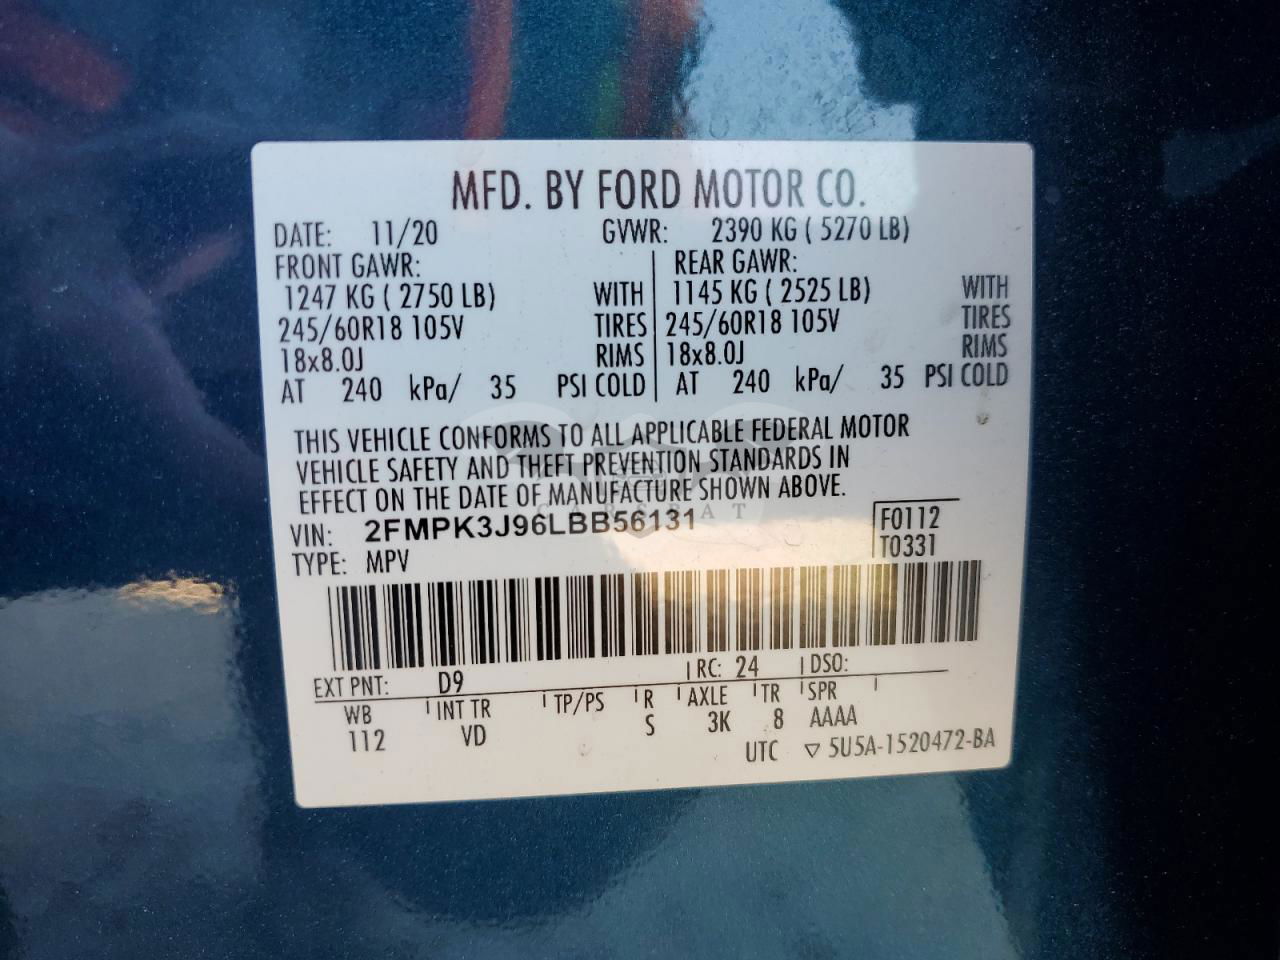 MFD. BY FORD MOTOR CO.
DATE: 11/20 GVWR: 2390 KG ( 5270 LB)
FRONT GAWR: REAR GAWR:
1247 KG ( 2750 LB) WITH 1145 KG ( 2525 LB) WITH
245/60R18 105V TIRES 245/60R18 105V TIRES
18x8.0J RIMS 18x8.0J RIMS
AT 240 kPa/ 35 PSI COLD AT 240 kPa/ 35 PSI COLD
THIS VEHICLE CONFORMS TO ALL APPLICABLE FEDERAL MOTOR
VEHICLE SAFETY AND THEFT PREVENTION STANDARDS IN
EFFECT ON THE DATE OF MANUFACTURE SHOWN ABOVE.
CARSBAT
VIN: 2FMPK3J96LBB56131 F0112
TYPE: MPV T0331
EXT PNT: D9 RC: 24 DSO:
WB INT TR TP/PS R AXLE TR SPR
112 VD S 3K 8 AAAA
UTC ▽ 5U5A-1520472-BA